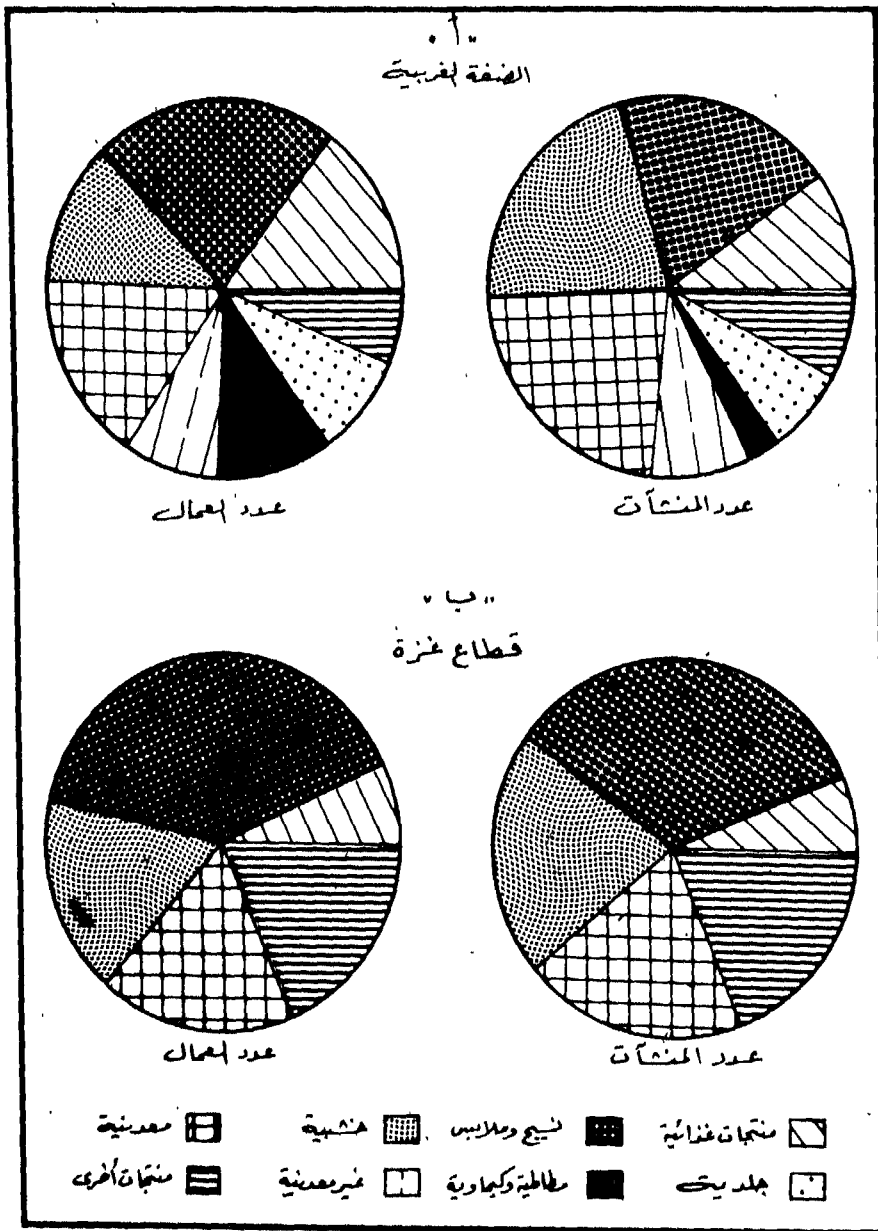 "أ"
الضفة الغربية
عدد المنشآت
عدد العمال
"ب"
قطاع غزة
عدد المنشآت
عدد العمال
منتجات غذائية
نسيج وملابس
خشبية
معدنية
جلديت
مطاطية وكيماوية
غير معدنية
منتجات أخرى